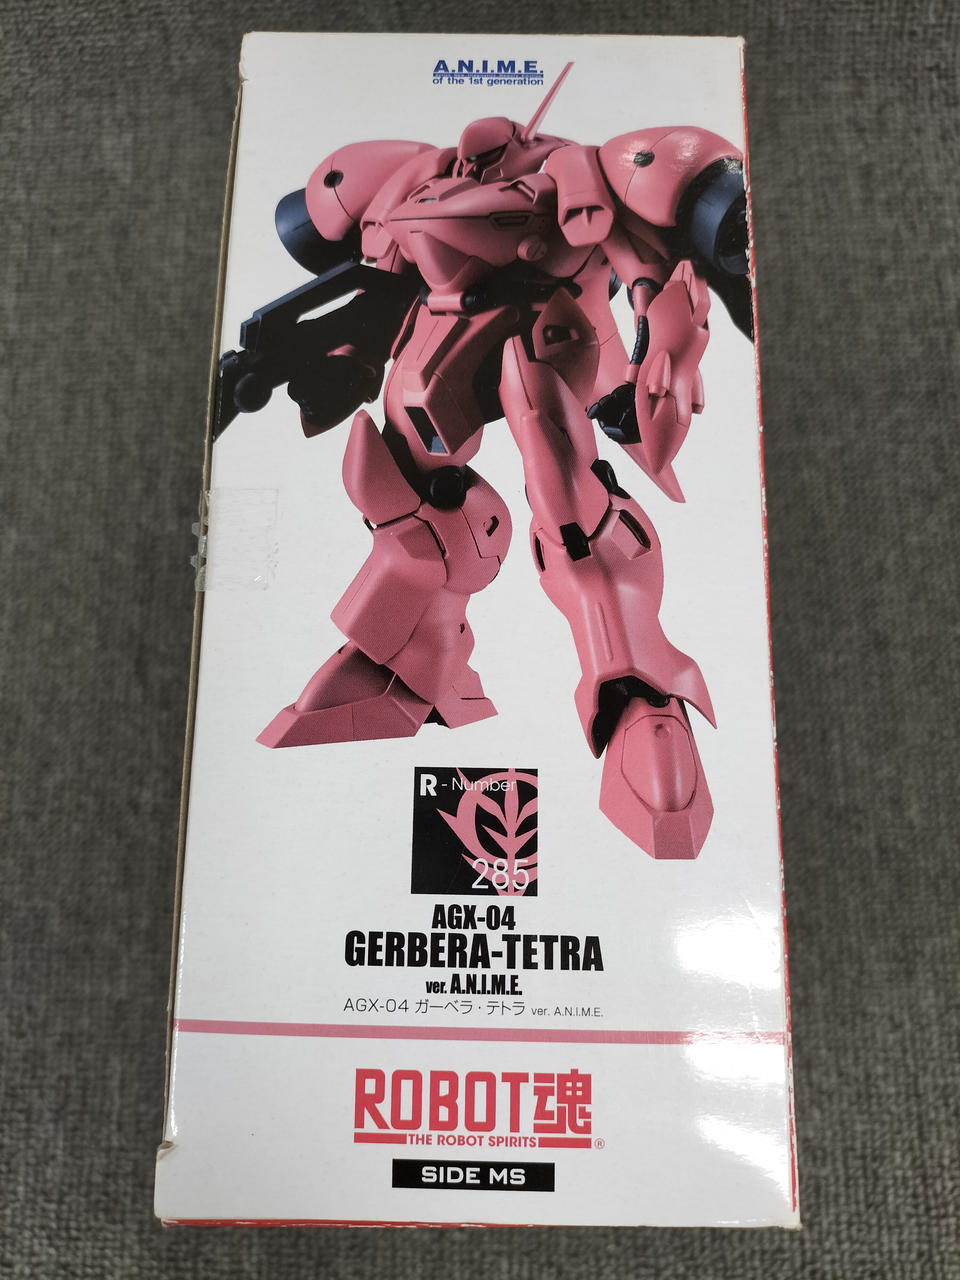 A.N.I.M.E.
of the 1st generation
R - Number
285
AGX-04
GERBERA-TETRA
ver. A.N.I.M.E.
AGX-04 ガーベラ・テトラ ver. A.N.I.M.E.
ROBOT魂
THE ROBOT SPIRITS ®
SIDE MS